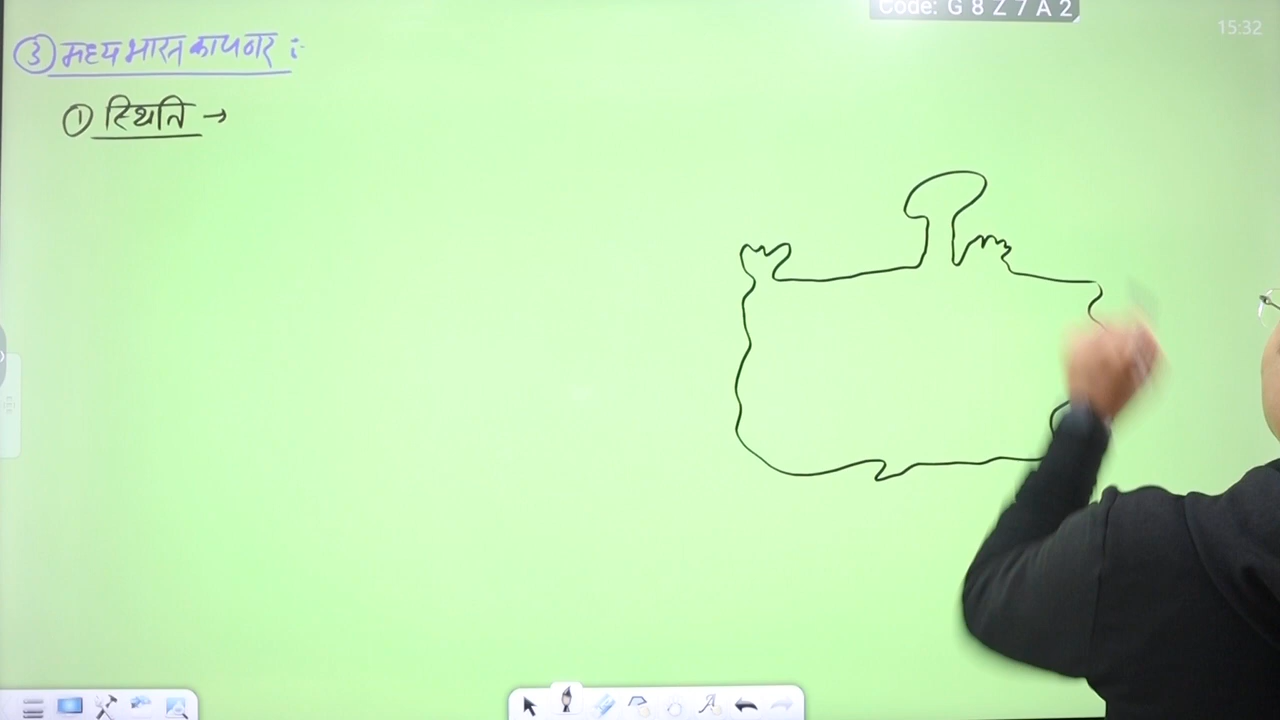 Code: G 8 Z 7 A 2
15:32
③ मध्य भारत का पठार :-
① स्थिति →